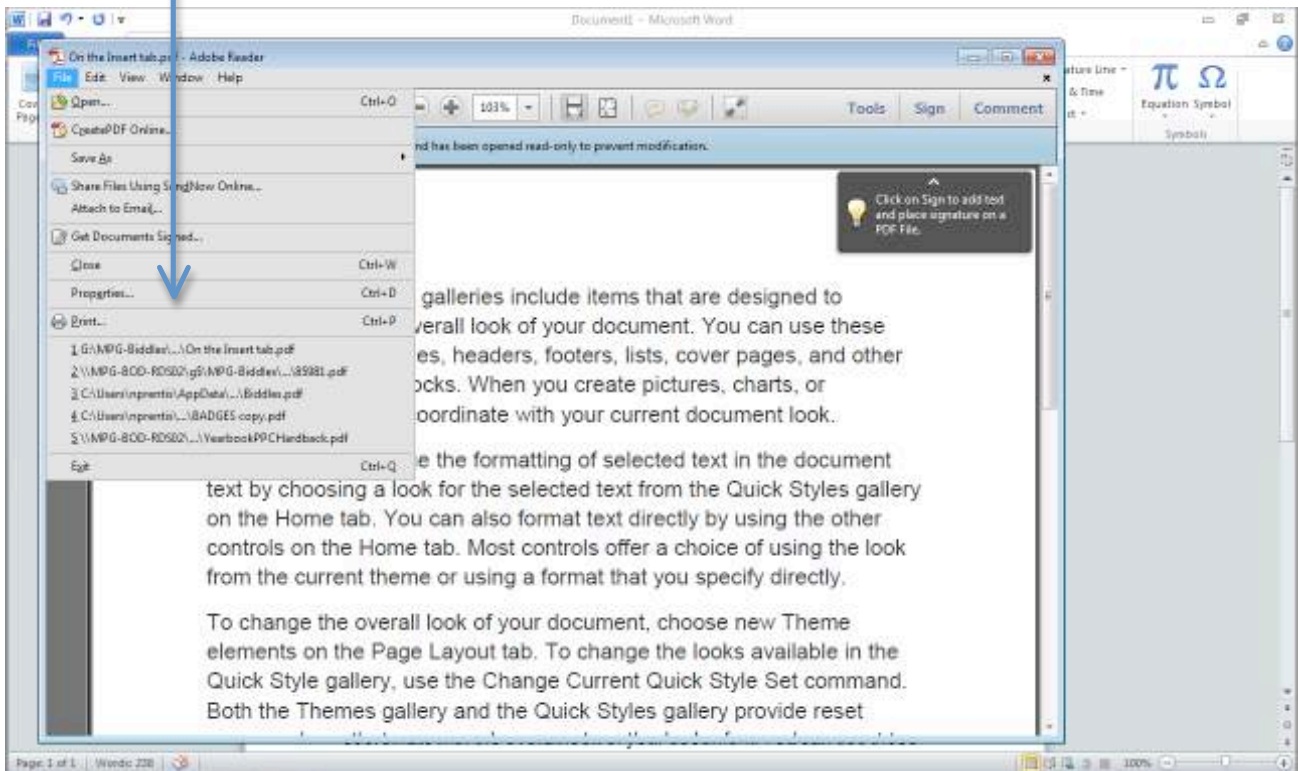 Document1 - Microsoft Word
On the Insert tab.pdf - Adobe Reader
File Edit View Window Help
Open... Ctrl+O
103%
Tools Sign Comment
CreatePDF Online...
Save As
nd has been opened read-only to prevent modification.
Share Files Using SendNow Online...
Attach to Email...
Get Documents Signed...
Close Ctrl+W
Properties... Ctrl+D
Print... Ctrl+P
1 G:\MPG-Biddles\...\On the Insert tab.pdf
2 \\MPG-BOD-RDS02\g5\MPG-Biddles\...\85981.pdf
3 C:\Users\nprentis\AppData\...\Biddles.pdf
4 C:\Users\nprentis\...\BADGES copy.pdf
5 \\MPG-BOD-RDS02\...\YearbookPPCHardback.pdf
Exit Ctrl+Q
Click on Sign to add text
and place signature on a
PDF File.
galleries include items that are designed to
verall look of your document. You can use these
es, headers, footers, lists, cover pages, and other
ocks. When you create pictures, charts, or
oordinate with your current document look.
e the formatting of selected text in the document
text by choosing a look for the selected text from the Quick Styles gallery
on the Home tab. You can also format text directly by using the other
controls on the Home tab. Most controls offer a choice of using the look
from the current theme or using a format that you specify directly.
To change the overall look of your document, choose new Theme
elements on the Page Layout tab. To change the looks available in the
Quick Style gallery, use the Change Current Quick Style Set command.
Both the Themes gallery and the Quick Styles gallery provide reset
ature Line
& Time
Equation Symbol
Symbols
Cov
Page
Page: 1 of 1 Words: 238
100%